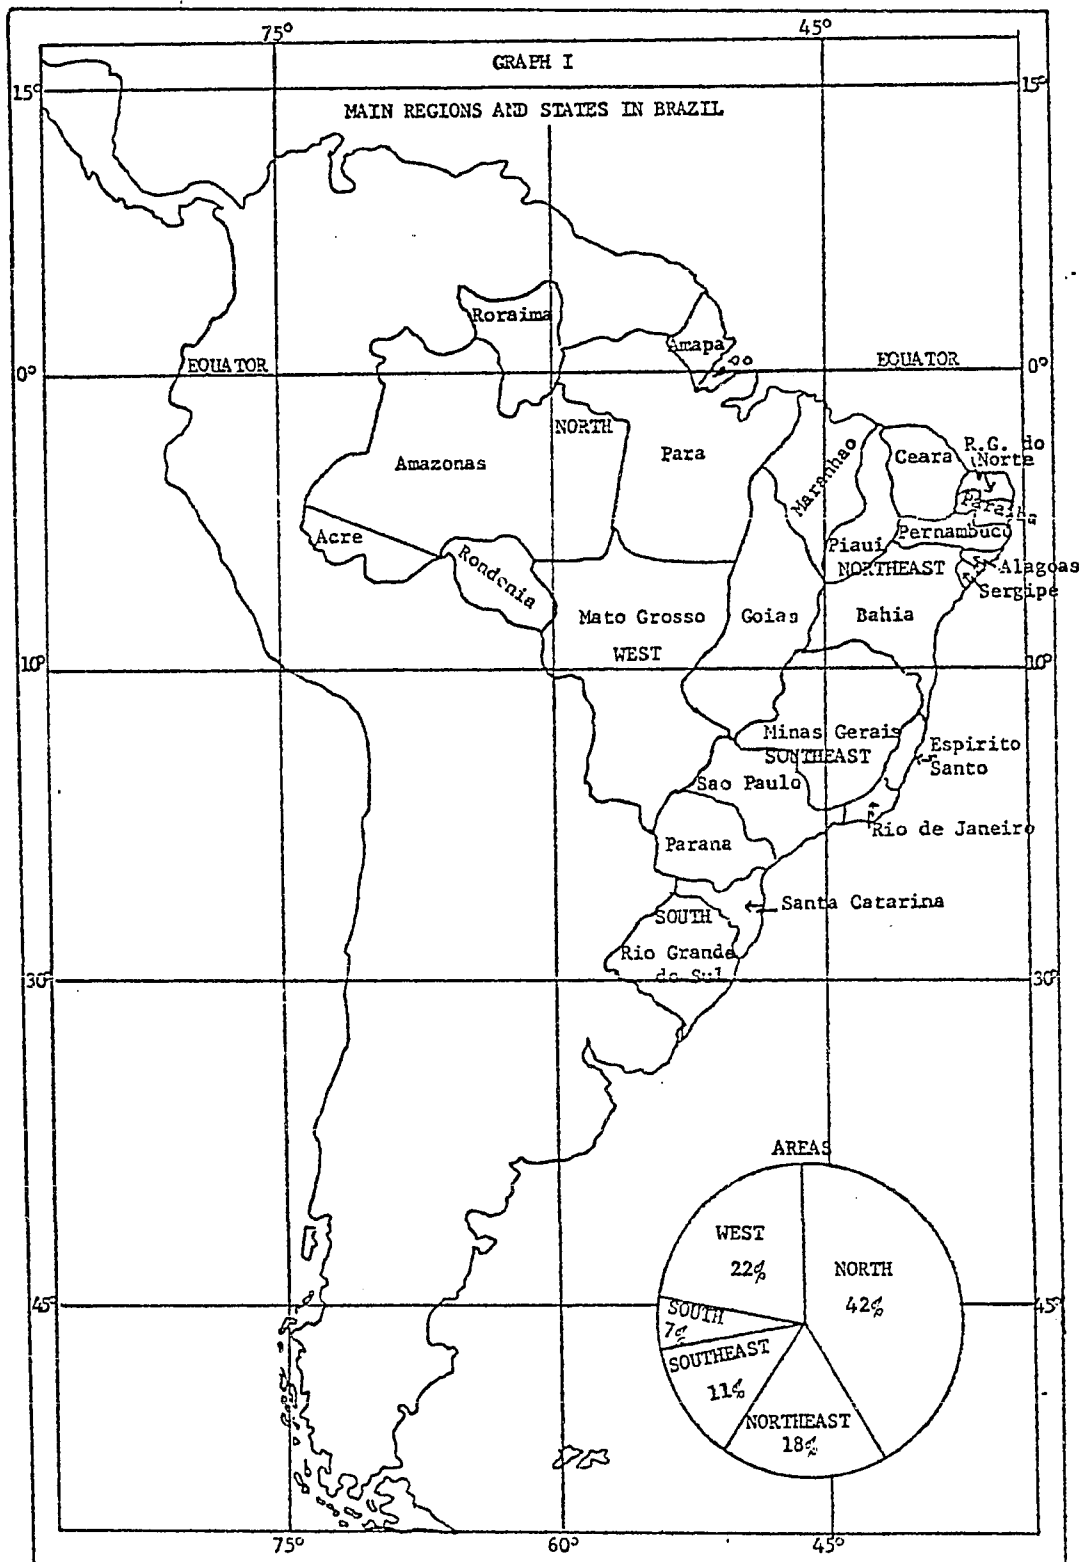 75° 45°
GRAPH I
15° 15°
MAIN REGIONS AND STATES IN BRAZIL
Roraima
Amapa
EQUATOR EQUATOR
0° 0°
NORTH
Amazonas
Para
Maranhao
Ceara
R.G. do
Norte
Paraiba
Pernambuco
Acre
Rondonia
Piaui
NORTHEAST
Alagoas
Sergipe
Mato Grosso
Goias
Bahia
WEST
10° 10°
Minas Gerais
SOUTHEAST
Espirito
Santo
Sao Paulo
Rio de Janeiro
Parana
Santa Catarina
SOUTH
Rio Grande
do Sul
30° 30°
AREAS
WEST
22%
NORTH
42%
45° 45°
SOUTH
7%
SOUTHEAST
11%
NORTHEAST
18%
75° 60° 45°